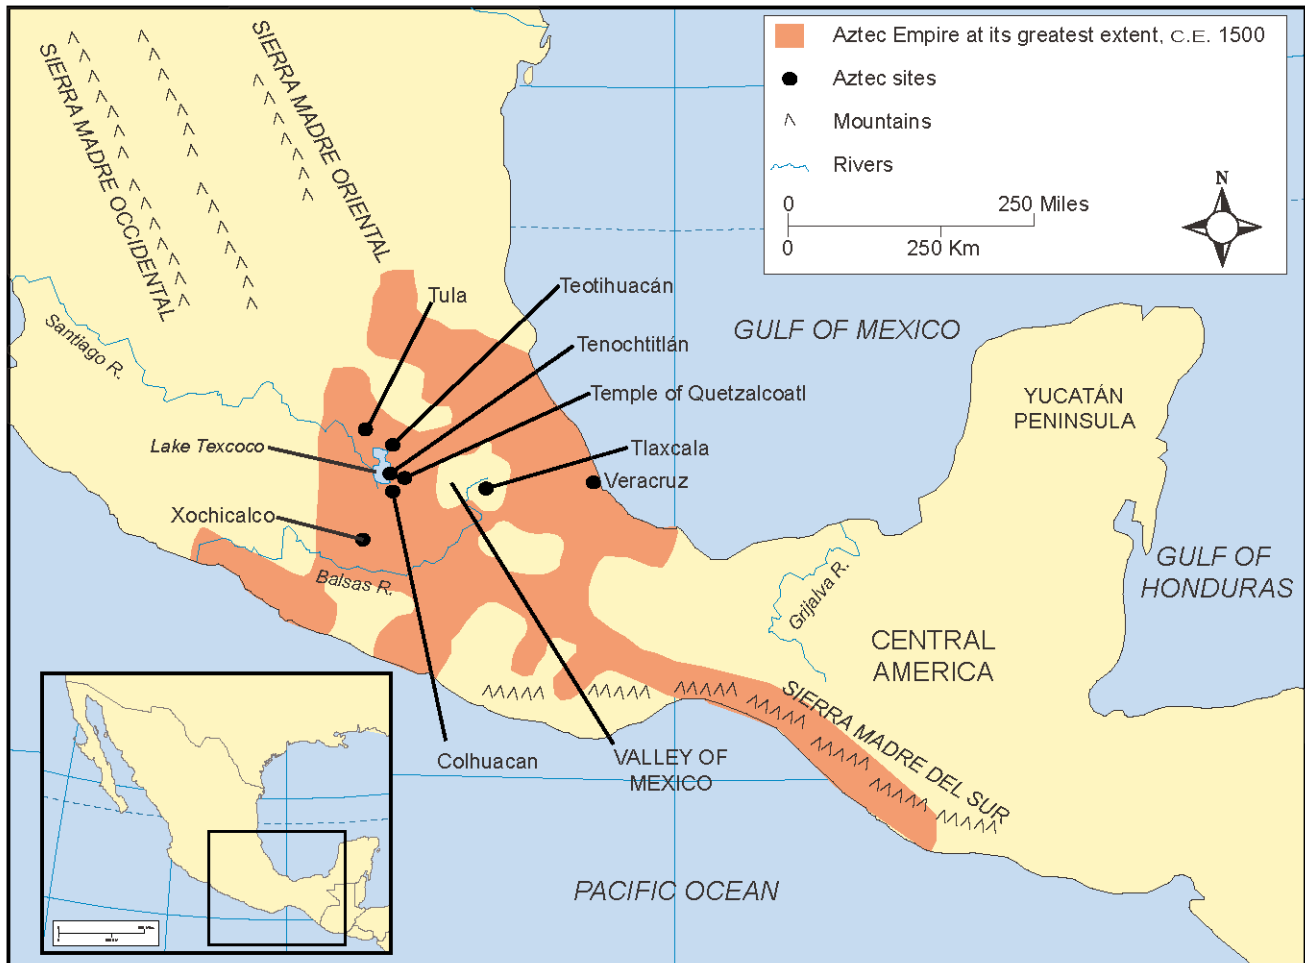 Aztec Empire at its greatest extent, C.E. 1500
Aztec sites
Mountains
Rivers
0
250 Miles
0
250 Km
N
SIERRA MADRE OCCIDENTAL
SIERRA MADRE ORIENTAL
Santiago R.
Tula
Teotihuacán
Tenochtitlán
Temple of Quetzalcoatl
Tlaxcala
Veracruz
Lake Texcoco
Xochicalco
Balsas R.
Colhuacan
VALLEY OF
MEXICO
GULF OF MEXICO
YUCATÁN
PENINSULA
GULF OF
HONDURAS
Grijalva R.
CENTRAL
AMERICA
SIERRA MADRE DEL SUR
PACIFIC OCEAN